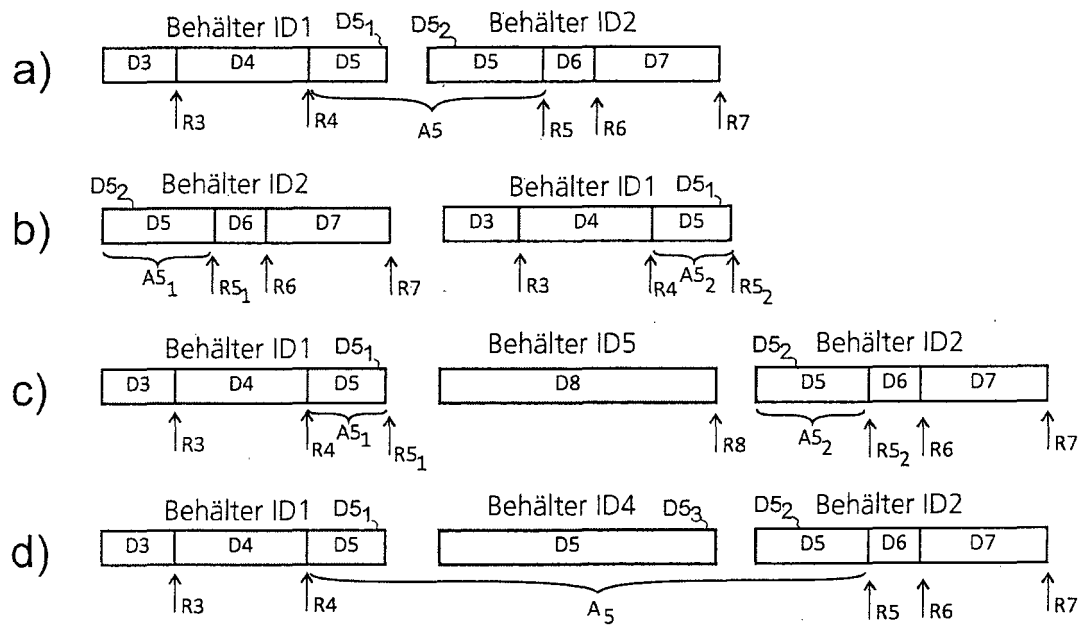 Behälter ID1 D5₁ D5₂ Behälter ID2
a) D3 D4 D5 D5 D6 D7
R3 R4 A5 R5 R6 R7
D5₂ Behälter ID2 Behälter ID1 D5₁
b) D5 D6 D7 D3 D4 D5
A5₁ R5₁ R6 R7 R3 R4 A5₂ R5₂
Behälter ID1 D5₁ Behälter ID5 D5₂ Behälter ID2
c) D3 D4 D5 D8 D5 D6 D7
R3 R4 A5₁ R5₁ R8 A5₂ R5₂ R6 R7
Behälter ID1 D5₁ Behälter ID4 D5₃ D5₂ Behälter ID2
d) D3 D4 D5 D5 D5 D6 D7
R3 R4 A₅ R5 R6 R7